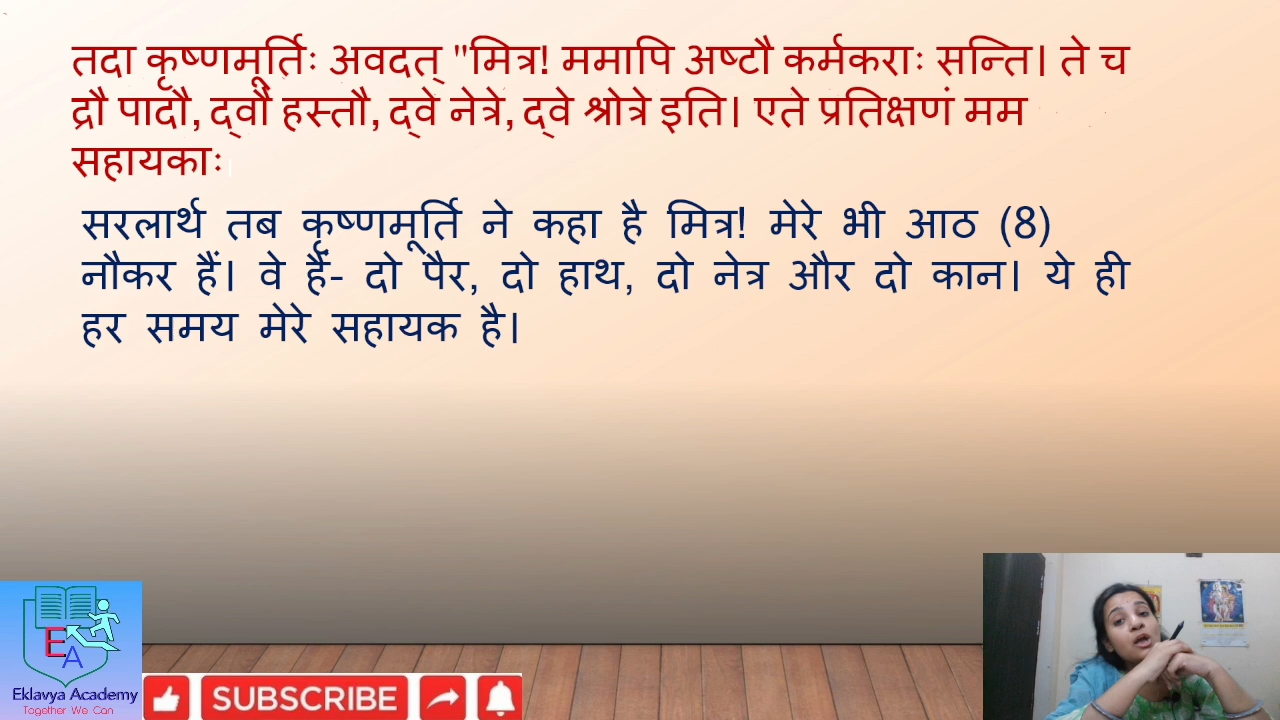 तदा कृष्णमूर्तिः अवदत् "मित्र! ममापि अष्टौ कर्मकराः सन्ति। ते च
द्रौ पादौ, द्वौ हस्तौ, द्वे नेत्रे, द्वे श्रोत्रे इति। एते प्रतिक्षणं मम
सहायकाः।
सरलार्थ तब कृष्णमूर्ति ने कहा है मित्र! मेरे भी आठ (8)
नौकर हैं। वे हैं- दो पैर, दो हाथ, दो नेत्र और दो कान। ये ही
हर समय मेरे सहायक है।
EA
Eklavya Academy
Together We Can
SUBSCRIBE